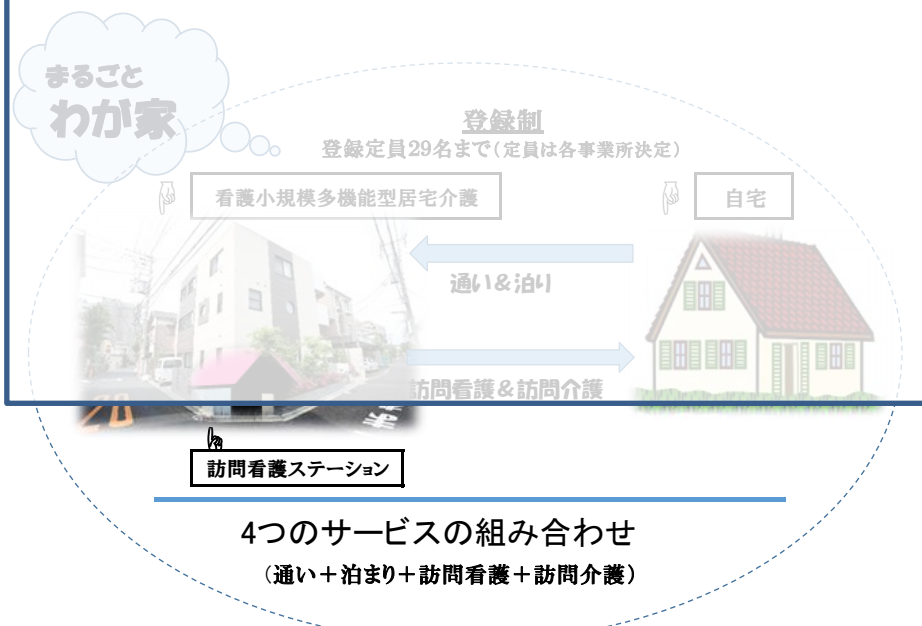 まるごと
わが家
登録制
登録定員29名まで(定員は各事業所決定)
看護小規模多機能型居宅介護
自宅
通い&泊り
訪問看護&訪問介護
訪問看護ステーション
4つのサービスの組み合わせ
(通い+泊まり+訪問看護+訪問介護)